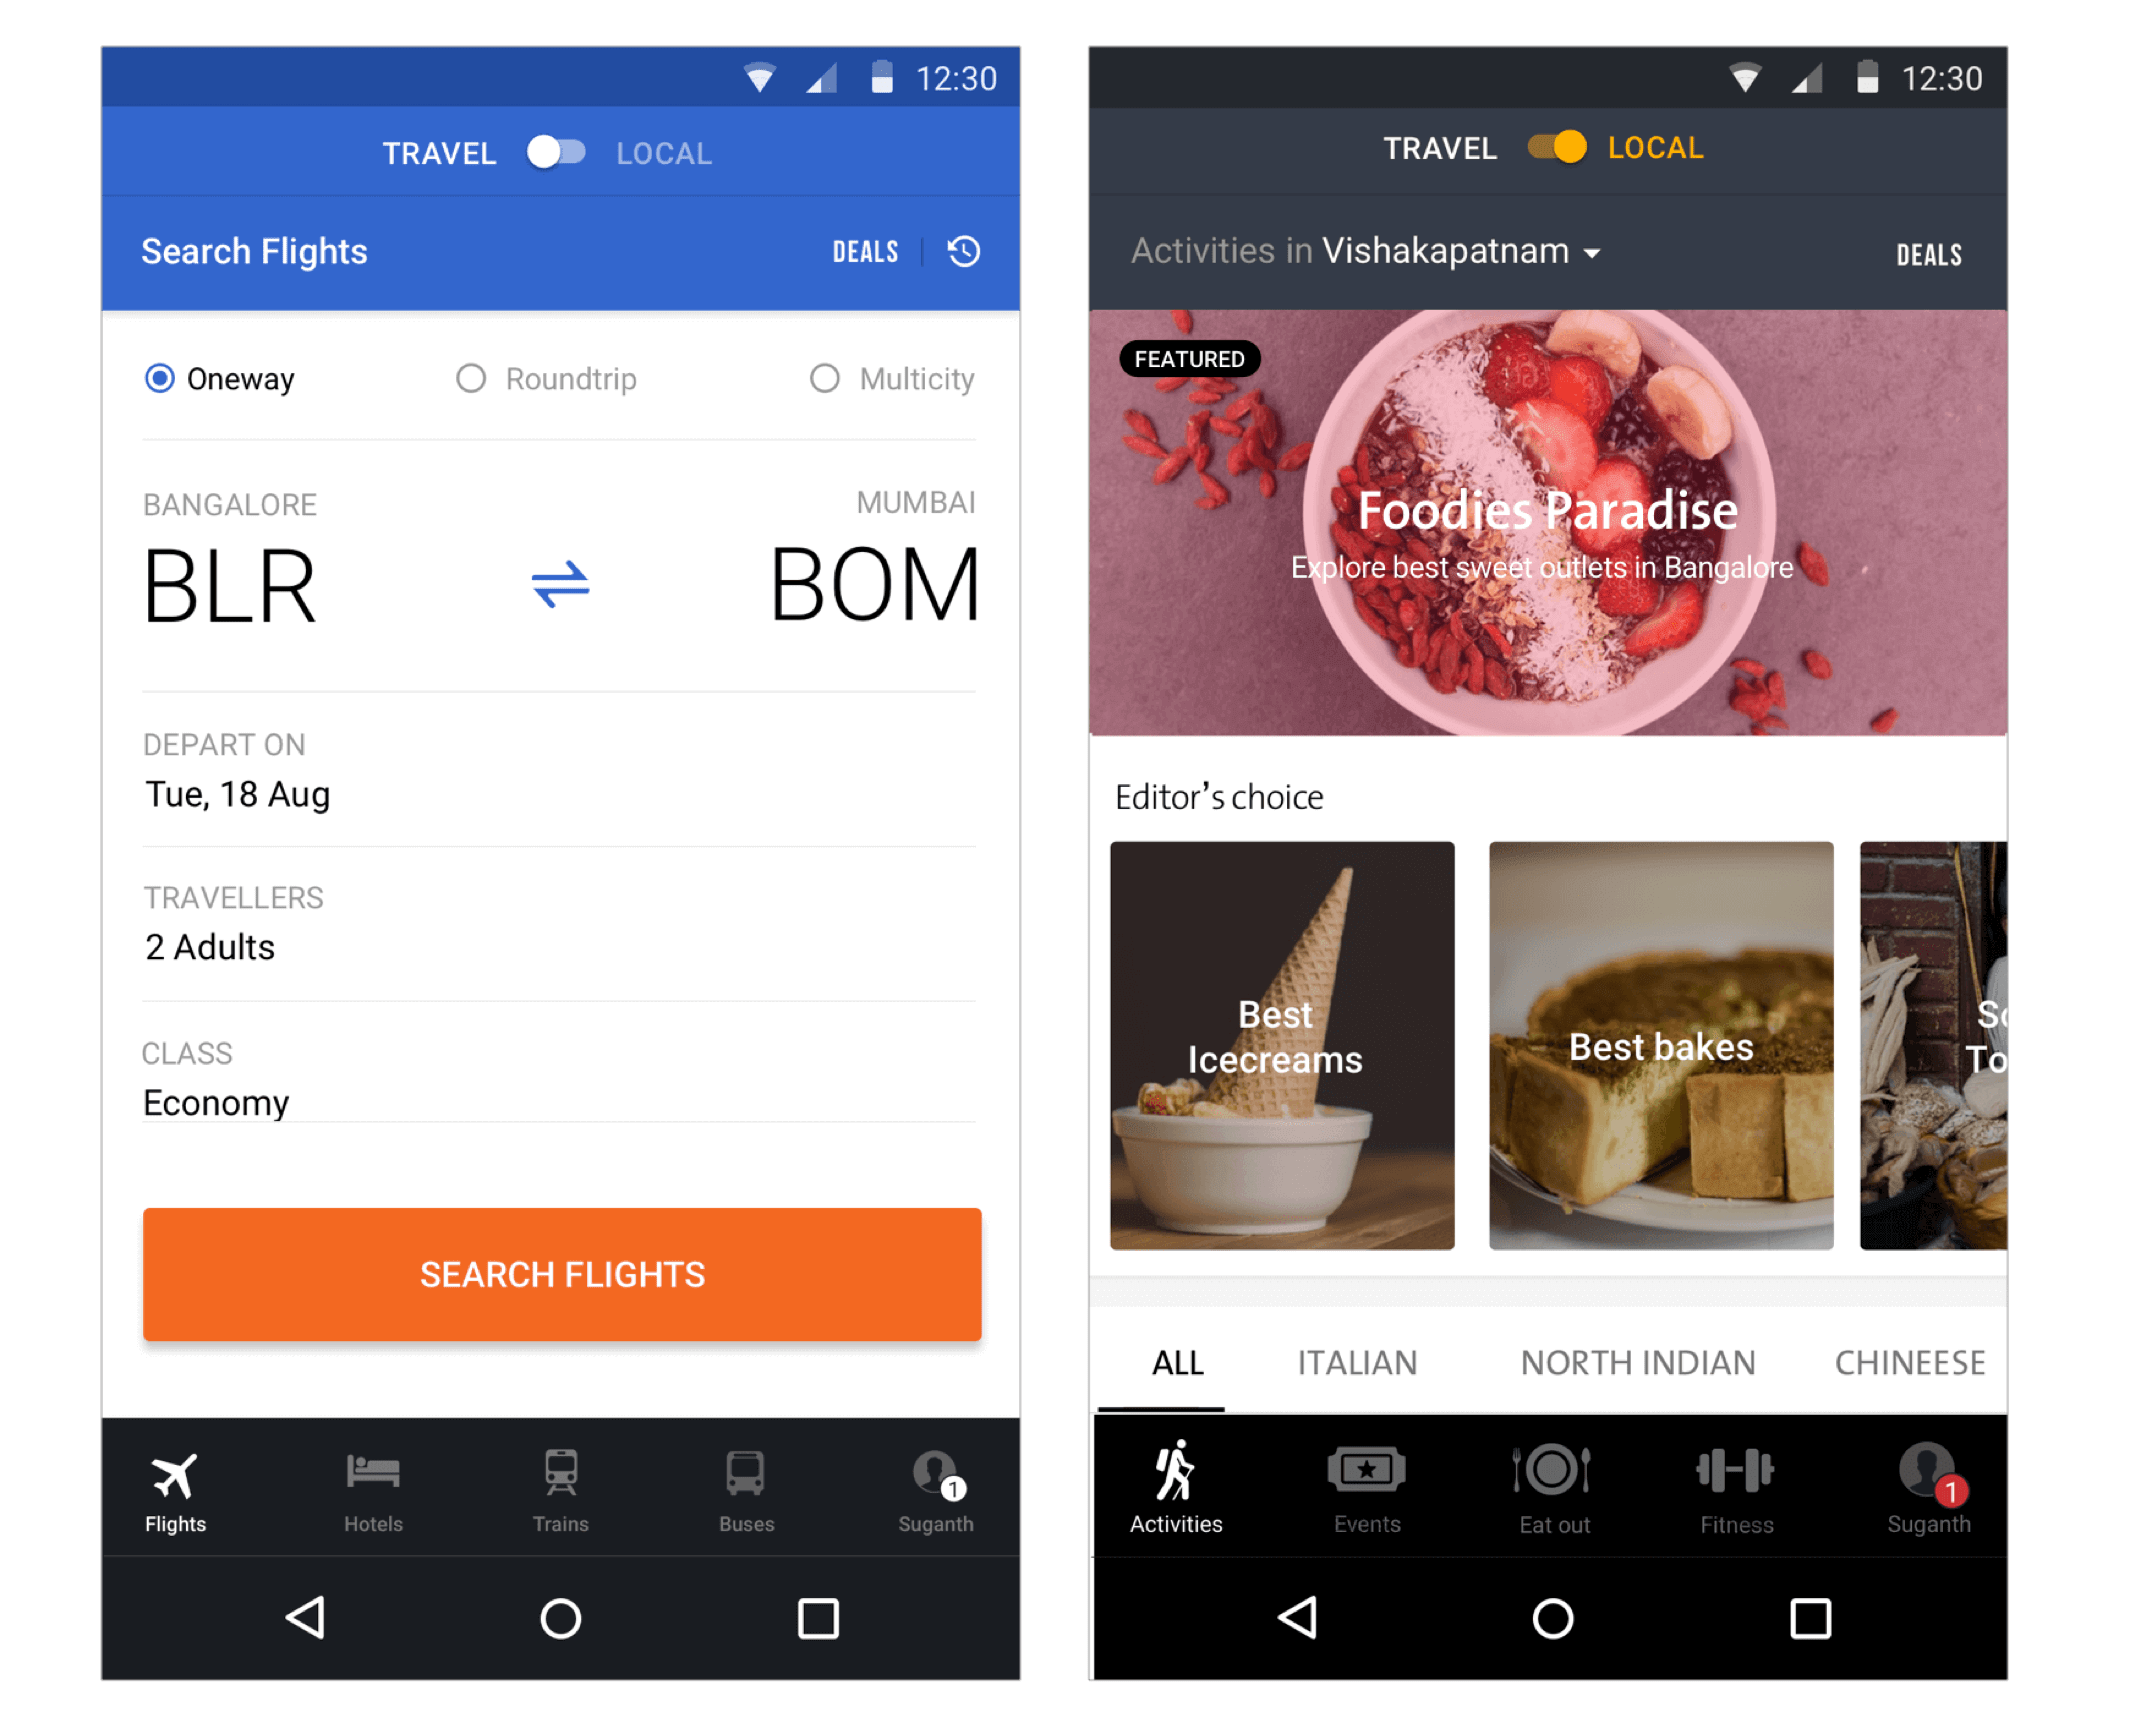 12:30
TRAVEL LOCAL
Search Flights DEALS
Oneway Roundtrip Multicity
BANGALORE MUMBAI
BLR BOM
DEPART ON
Tue, 18 Aug
TRAVELLERS
2 Adults
CLASS
Economy
SEARCH FLIGHTS
1
Flights Hotels Trains Buses Suganth
12:30
TRAVEL LOCAL
Activities in Vishakapatnam DEALS
FEATURED
Foodies Paradise
Explore best sweet outlets in Bangalore
Editor's choice
Best
Icecreams
Best bakes
To
ALL ITALIAN NORTH INDIAN CHINEESE
1
Activities Events Eat out Fitness Suganth